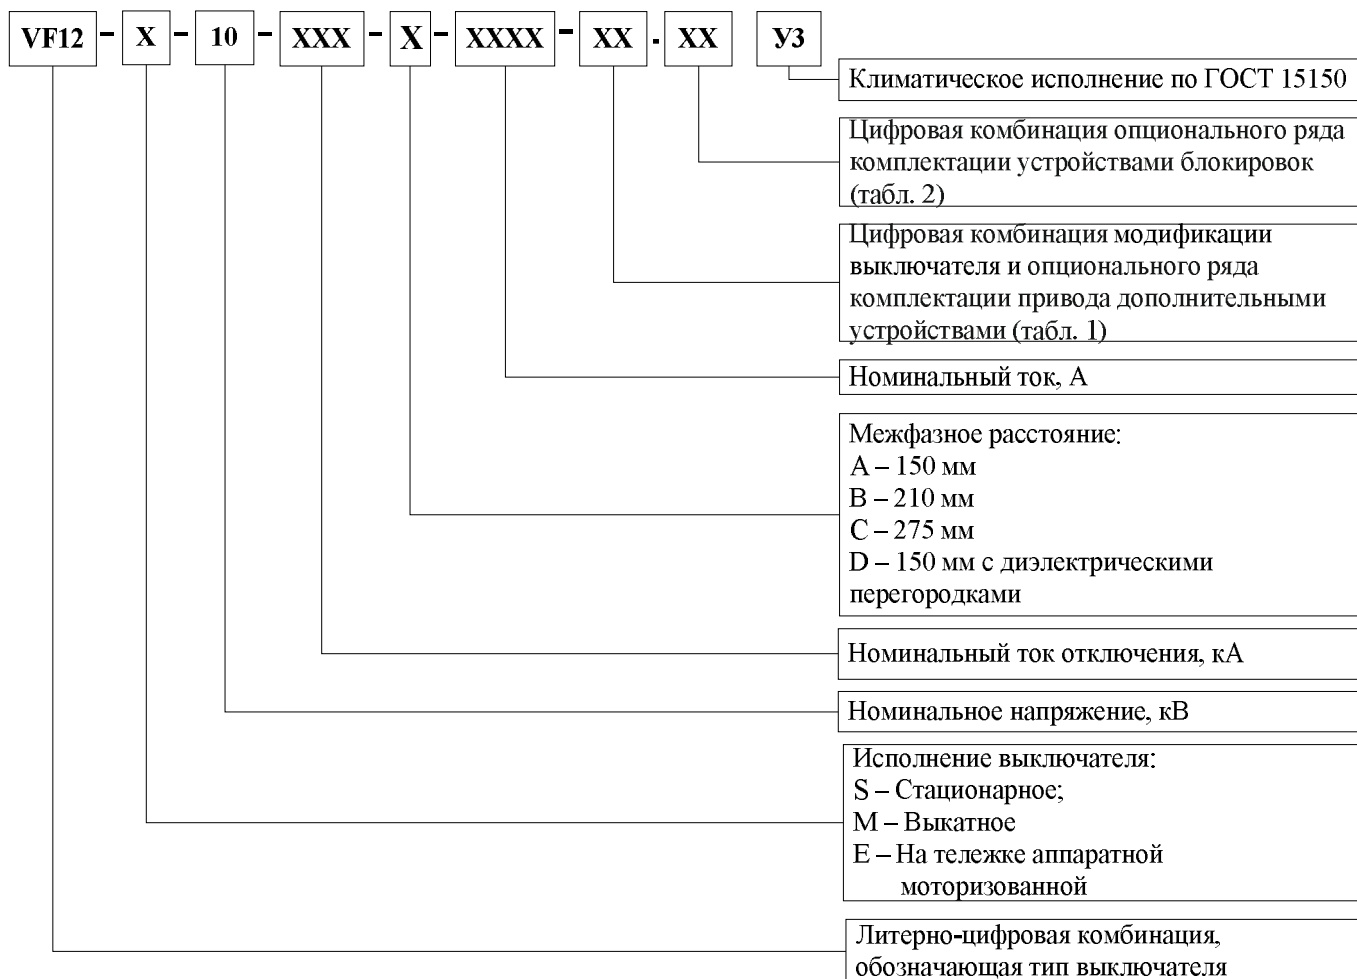 VF12 - X - 10 - XXX - X - XXXX - XX . XX У3
Климатическое исполнение по ГОСТ 15150
Цифровая комбинация опционального ряда
комплектации устройствами блокировок
(табл. 2)
Цифровая комбинация модификации
выключателя и опционального ряда
комплектации привода дополнительными
устройствами (табл. 1)
Номинальный ток, А
Межфазное расстояние:
A – 150 мм
B – 210 мм
C – 275 мм
D – 150 мм с диэлектрическими
перегородками
Номинальный ток отключения, кА
Номинальное напряжение, кВ
Исполнение выключателя:
S – Стационарное;
M – Выкатное
E – На тележке аппаратной
моторизованной
Литерно-цифровая комбинация,
обозначающая тип выключателя